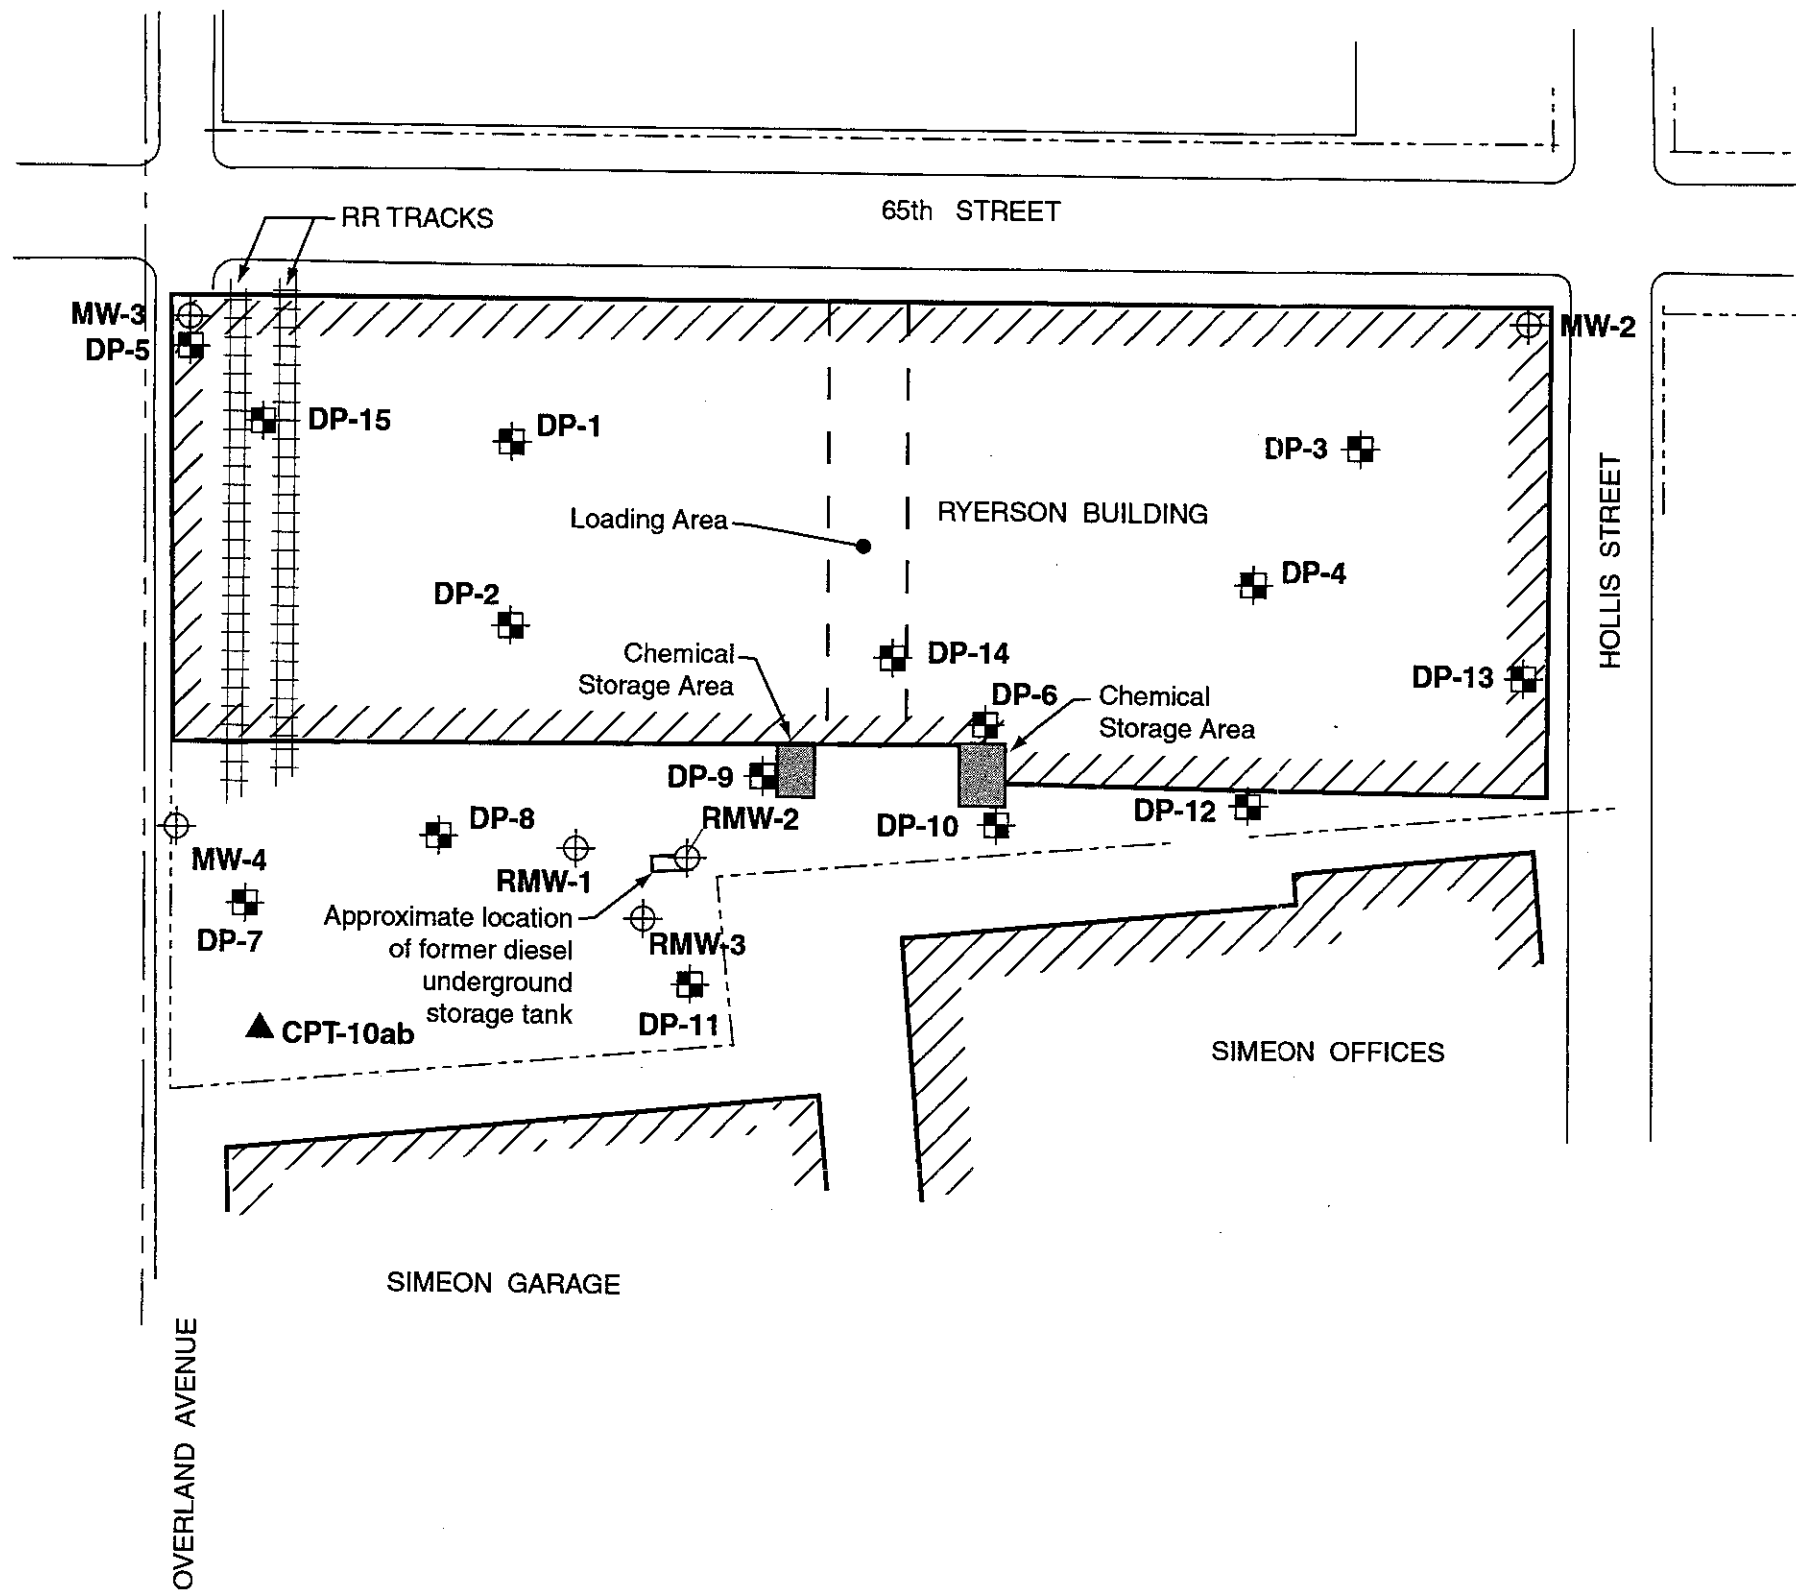 65th STREET
RR TRACKS
MW-3
MW-2
DP-5
DP-15
DP-1
DP-3
Loading Area
RYERSON BUILDING
HOLLIS STREET
DP-4
DP-2
Chemical
Storage Area
DP-14
DP-13
DP-6
Chemical
Storage Area
DP-9
DP-8
RMW-2
DP-10
DP-12
MW-4
RMW-1
Approximate location
of former diesel
underground
storage tank
DP-7
RMW-3
DP-11
CPT-10ab
SIMEON OFFICES
SIMEON GARAGE
OVERLAND AVENUE